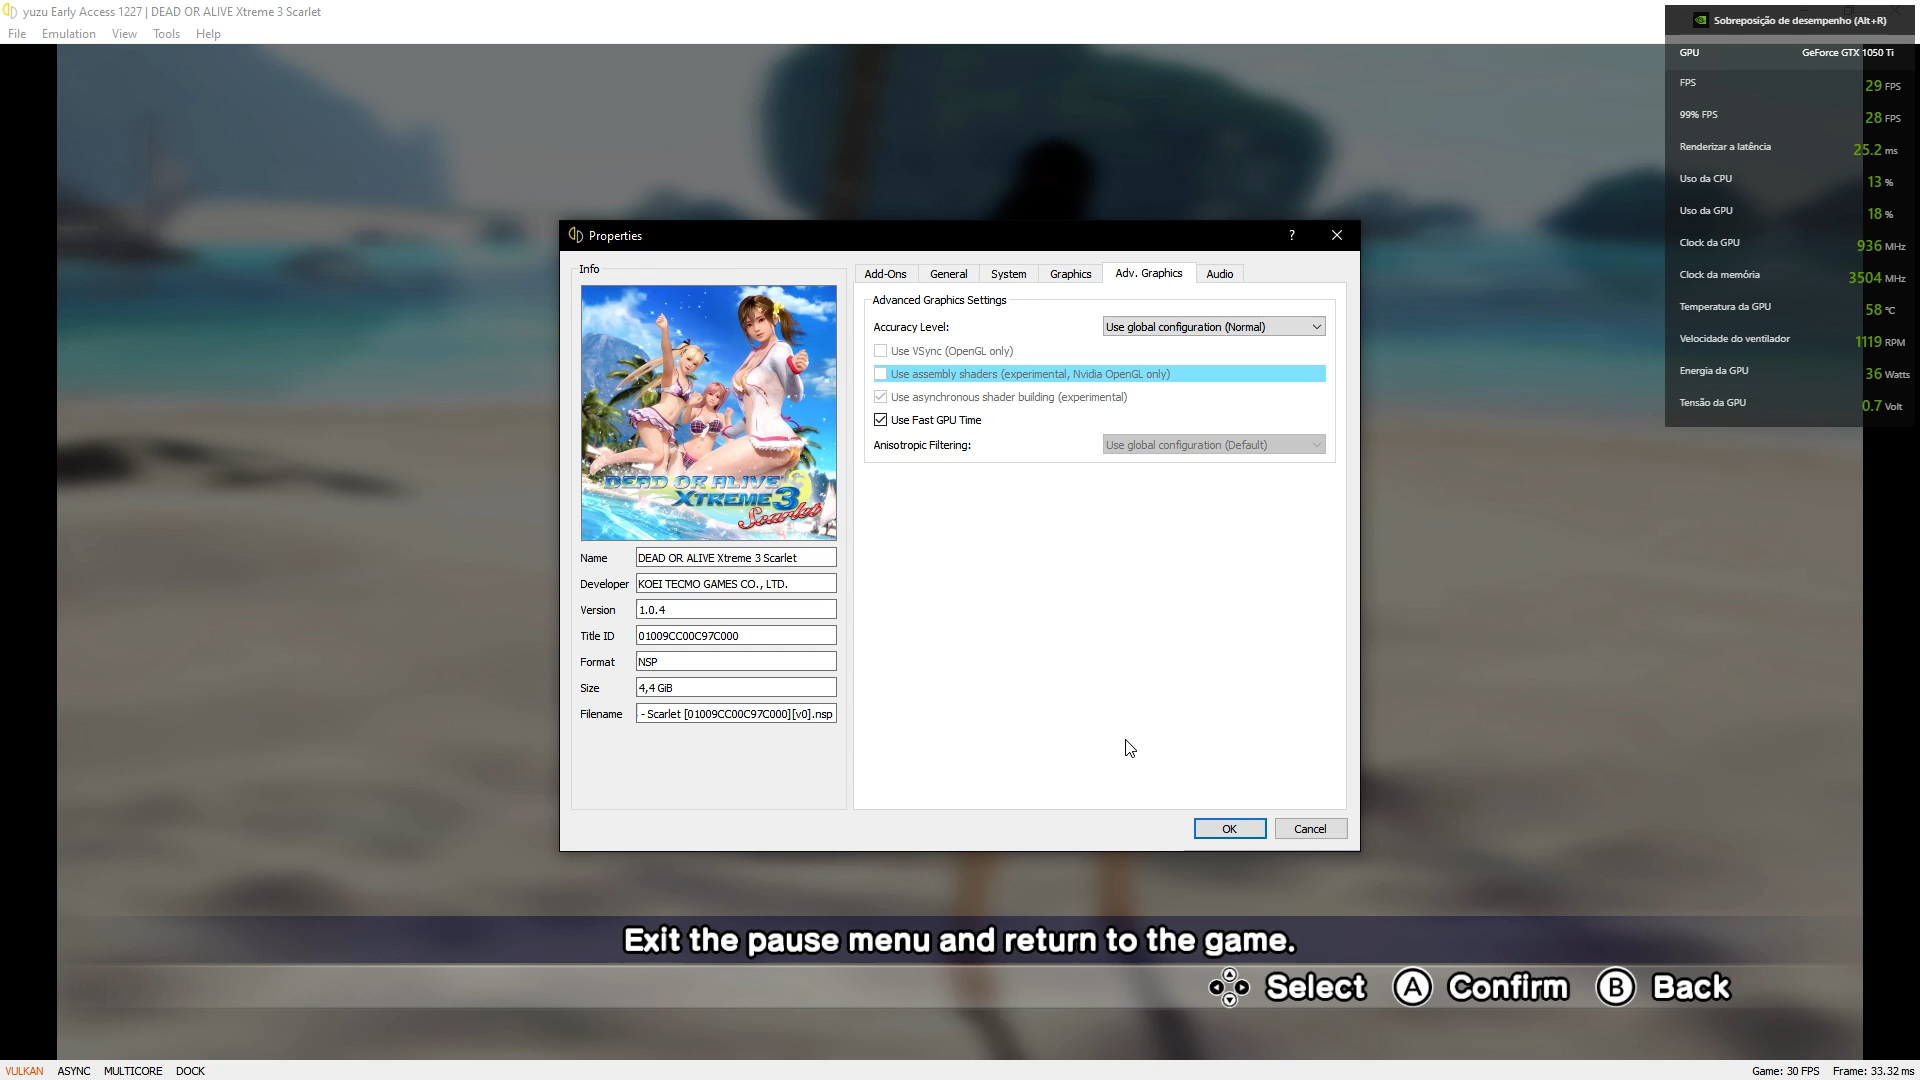 yuzu Early Access 1227 | DEAD OR ALIVE Xtreme 3 Scarlet
File Emulation View Tools Help
Sobreposição de desempenho (Alt+R)
GPU GeForce GTX 1050 Ti
FPS 29 FPS
99% FPS 28 FPS
Renderizar a latência 25.2 ms
Uso da CPU 13 %
Uso da GPU 18 %
Clock da GPU 936 MHz
Clock da memória 3504 MHz
Temperatura da GPU 58 °C
Velocidade do ventilador 1119 RPM
Energia da GPU 36 Watts
Tensão da GPU 0.7 Volt
Properties ?
Info
DEAD OR ALIVE
XTREME 3
Scarlet
Name DEAD OR ALIVE Xtreme 3 Scarlet
Developer KOEI TECMO GAMES CO., LTD.
Version 1.0.4
Title ID 01009CC00C97C000
Format NSP
Size 4,4 GiB
Filename - Scarlet [01009CC00C97C000][v0].nsp
Add-Ons General System Graphics Adv. Graphics Audio
Advanced Graphics Settings
Accuracy Level: Use global configuration (Normal)
Use VSync (OpenGL only)
Use assembly shaders (experimental, Nvidia OpenGL only)
Use asynchronous shader building (experimental)
Use Fast GPU Time
Anisotropic Filtering: Use global configuration (Default)
OK Cancel
Exit the pause menu and return to the game.
Select A Confirm B Back
VULKAN ASYNC MULTICORE DOCK Game: 30 FPS Frame: 33.32 ms